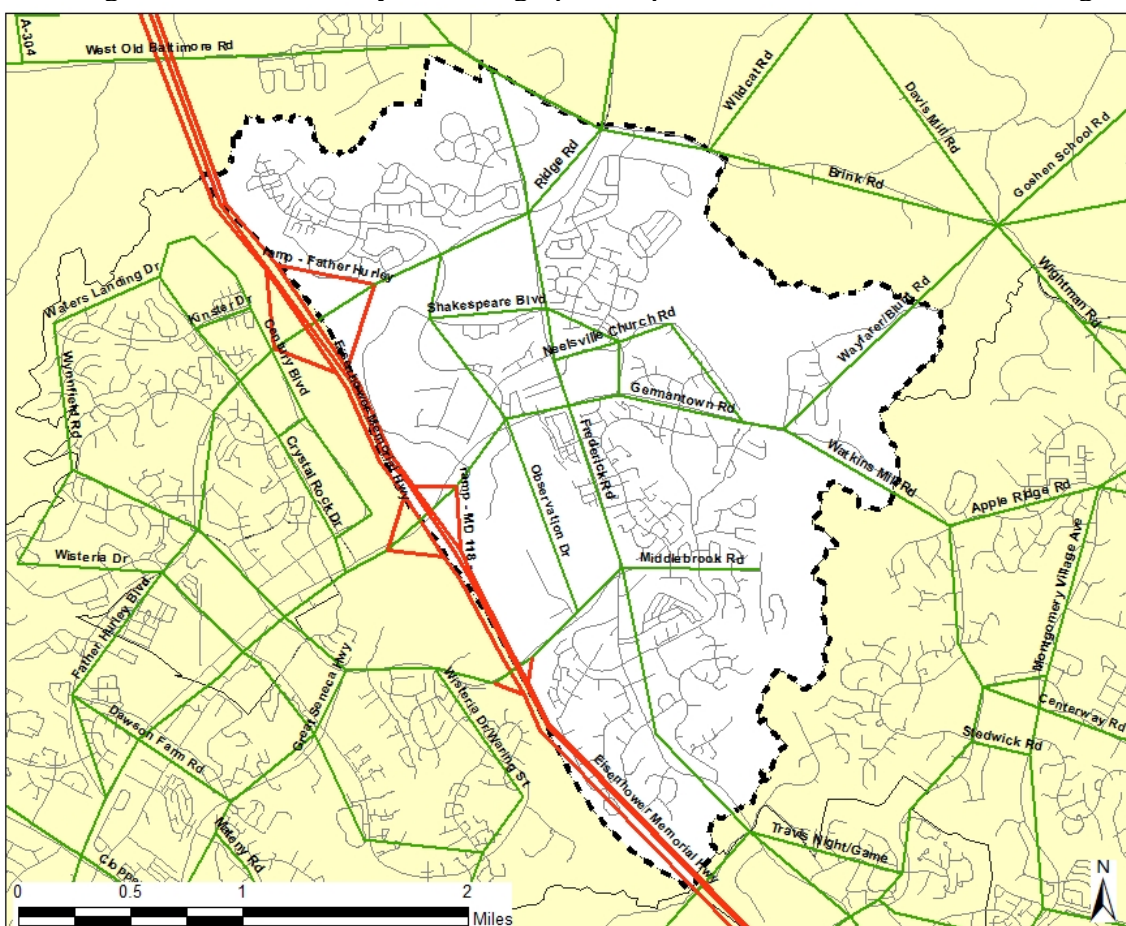 A-304
West Old Baltimore Rd
Wildcat Rd
Davis Mill Rd
Goshen School Rd
Ridge Rd
Brink Rd
ramp - Father Hurley
Waters Landing Dr
Wightman Rd
Kinster Dr
Shakespeare Blvd
Neelsville Church Rd
Wayfarer/Blunt Rd
Century Blvd
Eisenhower Memorial Hwy
Wynnfield Rd
Germantown Rd
Frederick Rd
Crystal Rock Dr
Watkins Mill Rd
ramp - MD 118
Observation Dr
Apple Ridge Rd
Wisteria Dr
Middlebrook Rd
Father Hurley Blvd.
Montgomery Village Ave
Great Seneca Hwy
Wisteria Dr/Waring St
Centerway Rd
Dawson Farm Rd
Stedwick Rd
Eisenhower Memorial Hwy
Mateny Rd
Travis Night/Game
N
0 0.5 1 2
Miles